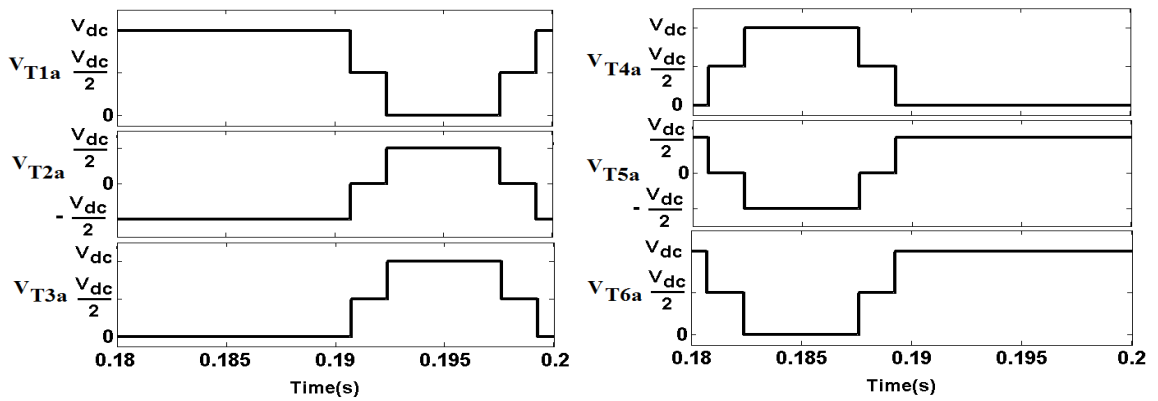 V_T1a
V_dc
V_dc/2
0
V_T2a
V_dc/2
0
- V_dc/2
V_T3a
V_dc
V_dc/2
0
0.18 0.185 0.19 0.195 0.2
Time(s)
V_T4a
V_dc
V_dc/2
0
V_T5a
V_dc/2
0
- V_dc/2
V_T6a
V_dc
V_dc/2
0
0.18 0.185 0.19 0.195 0.2
Time(s)